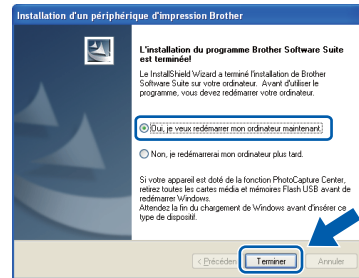 Installation d'un périphérique d'impression Brother
L'installation du programme Brother Software Suite
est terminée!
Le InstallShield Wizard a terminé l'installation de Brother
Software Suite sur votre ordinateur. Avant d'utiliser le
programme, vous devez redémarrer votre ordinateur.
Oui, je veux redémarrer mon ordinateur maintenant.
Non, je redémarrerai mon ordinateur plus tard.
Si votre appareil est doté de la fonction PhotoCapture Center,
retirez toutes les cartes média et mémoires Flash USB avant de
redémarrer Windows.
Attendez la fin du chargement de Windows avant d'insérer ce
type de dispositif.
< Précéden Terminer Annuler